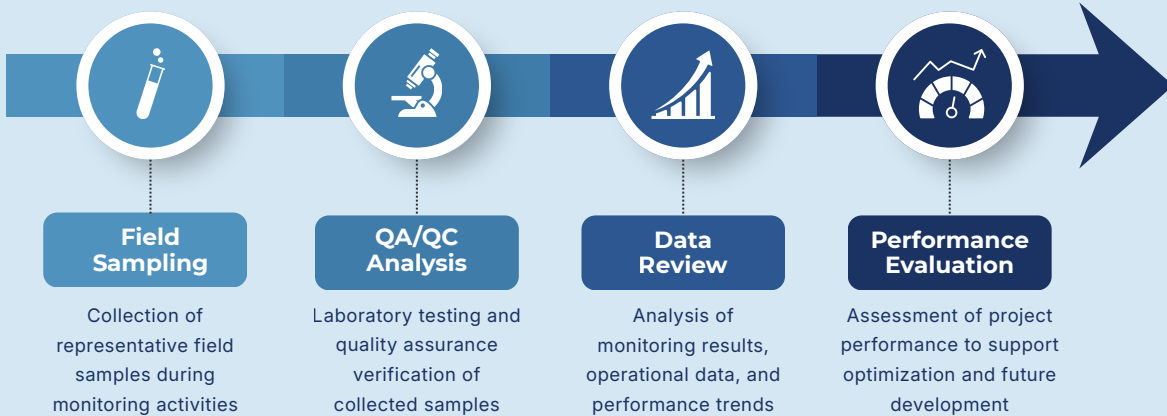 Field
Sampling
Collection of
representative field
samples during
monitoring activities
QA/QC
Analysis
Laboratory testing and
quality assurance
verification of
collected samples
Data
Review
Analysis of
monitoring results,
operational data, and
performance trends
Performance
Evaluation
Assessment of project
performance to support
optimization and future
development